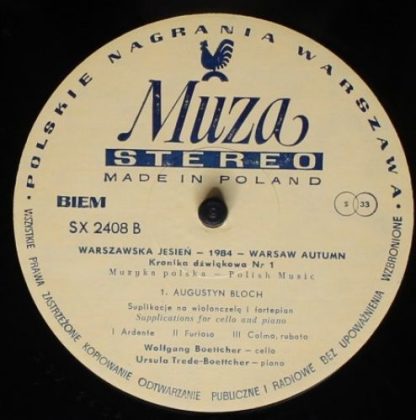 • POLSKIE NAGRANIA WARSZAWA •
Muza
STEREO
MADE IN POLAND
BIEM
S 33
SX 2408 B
WARSZAWSKA JESIEŃ – 1984 – WARSAW AUTUMN
Kronika dźwiękowa Nr 1
Muzyka polska – Polish Music
1. AUGUSTYN BLOCH
Suplikacje na wiolonczelę i fortepian
Supplications for cello and piano
I Ardente II Furioso III Calmo, rubato
Wolfgang Boettcher – cello
Ursula Trede-Boettcher – piano
WSZYSTKIE PRAWA ZASTRZEŻONE KOPIOWANIE ODTWARZANIE PUBLICZNE I RADIOWE BEZ UPOWAŻNIENIA WZBRONIONE